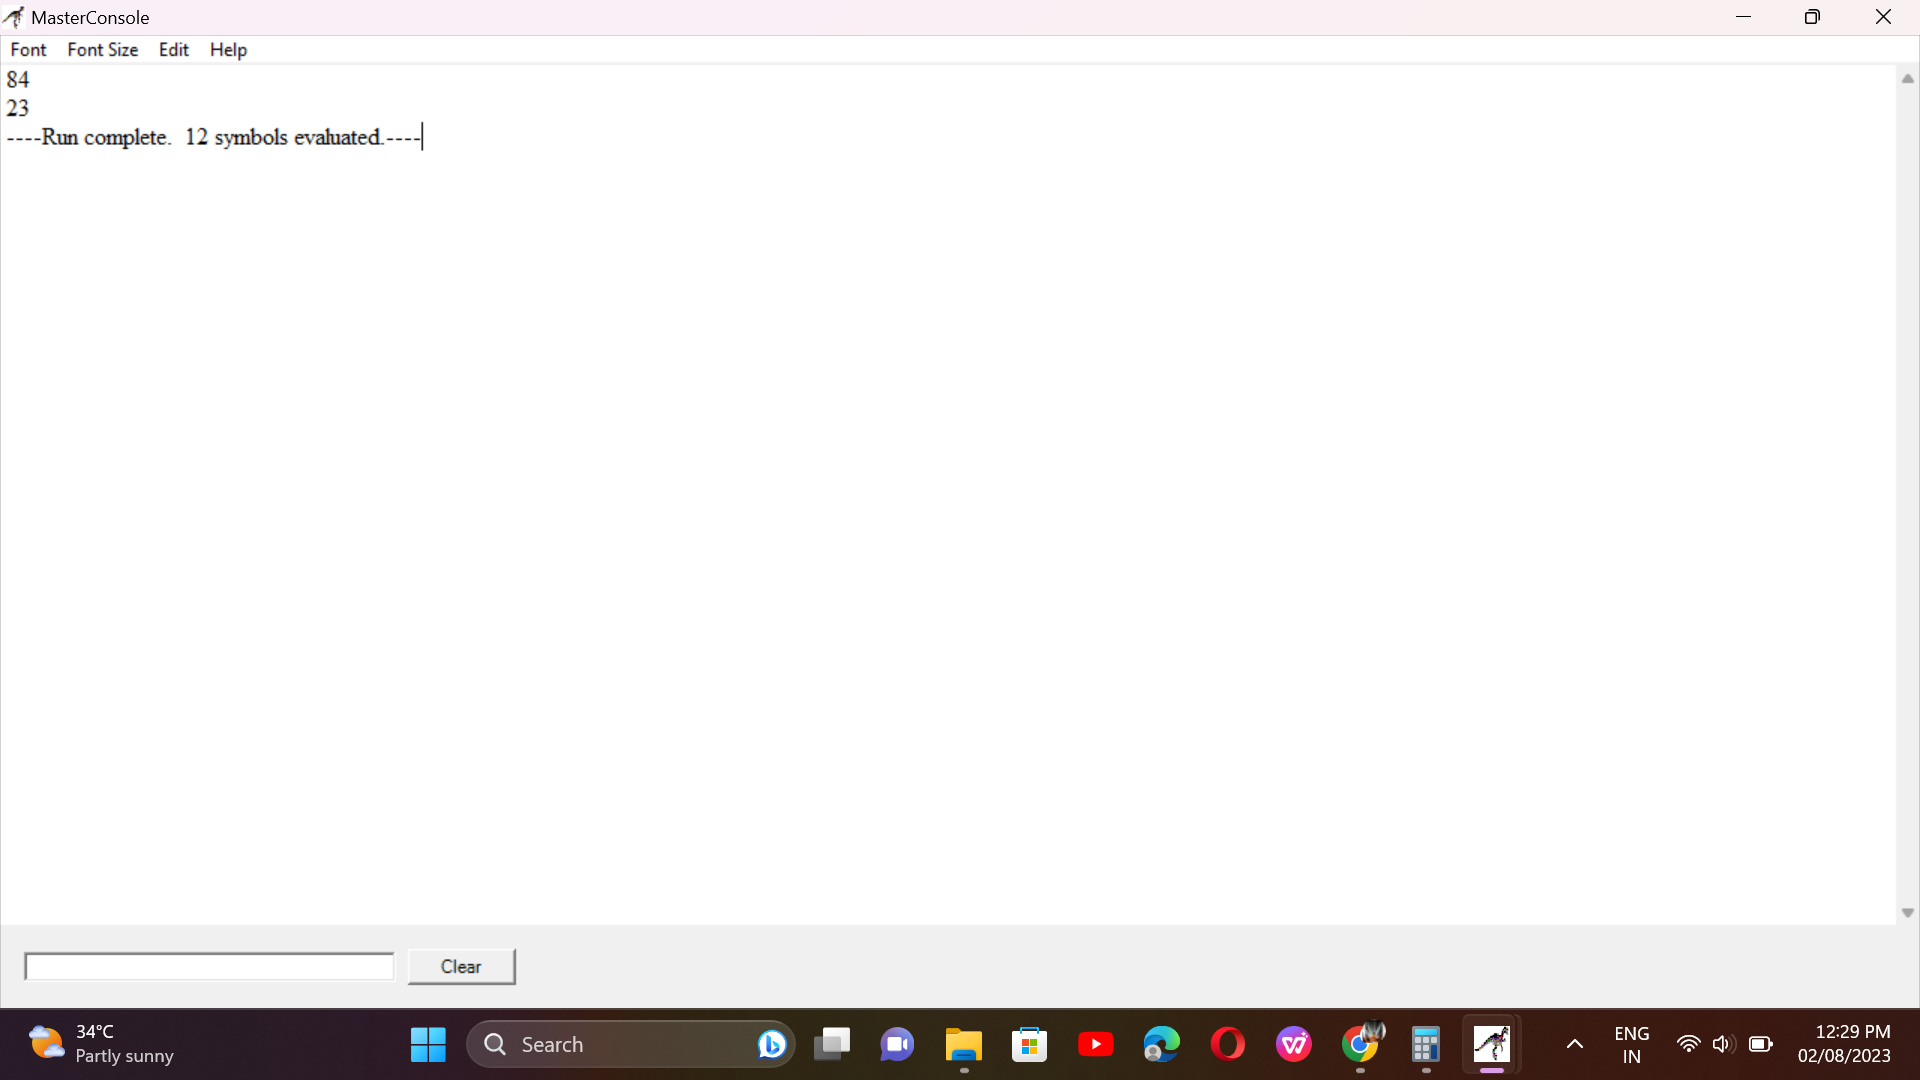 MasterConsole
Font Font Size Edit Help
84
23
----Run complete.  12 symbols evaluated.----
Clear
34°C
Partly sunny
Search
ENG
IN
12:29 PM
02/08/2023